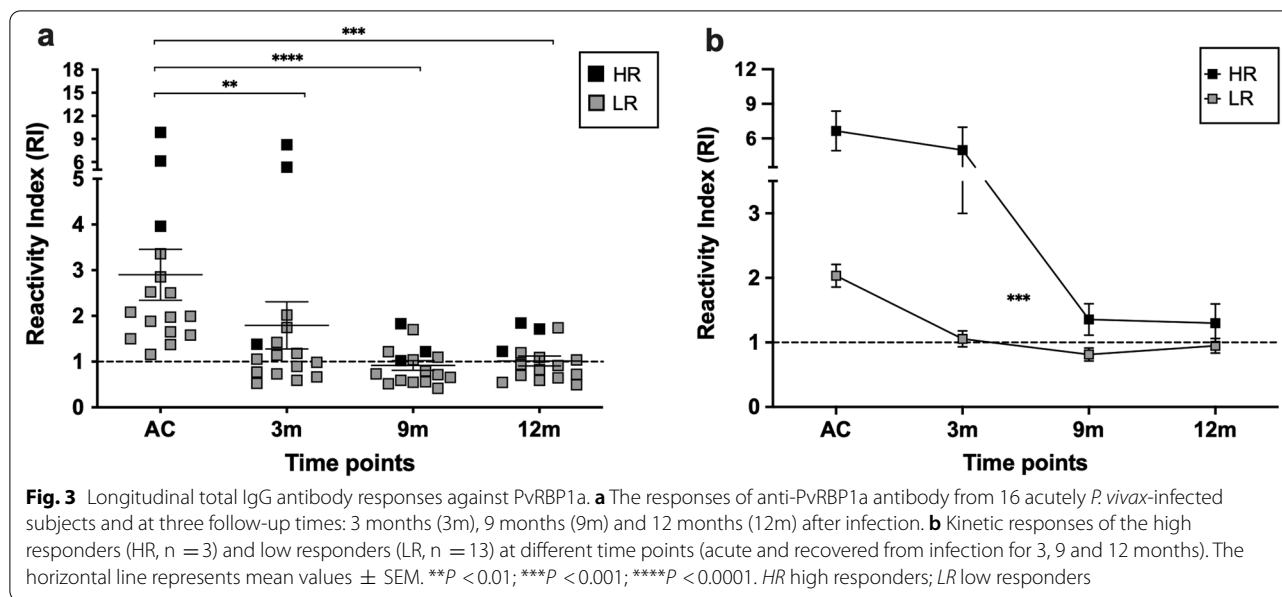 a
***
****
**
HR
LR
Reactivity Index (RI)
18
15
12
9
6
5
4
3
2
1
0
AC 3m 9m 12m
Time points
b
HR
LR
Reactivity Index (RI)
12
9
6
3
2
1
0
***
AC 3m 9m 12m
Time points
Fig. 3 Longitudinal total IgG antibody responses against PvRBP1a. a The responses of anti-PvRBP1a antibody from 16 acutely P. vivax-infected
subjects and at three follow-up times: 3 months (3m), 9 months (9m) and 12 months (12m) after infection. b Kinetic responses of the high
responders (HR, n = 3) and low responders (LR, n = 13) at different time points (acute and recovered from infection for 3, 9 and 12 months). The
horizontal line represents mean values ± SEM. **P < 0.01; ***P < 0.001; ****P < 0.0001. HR high responders; LR low responders